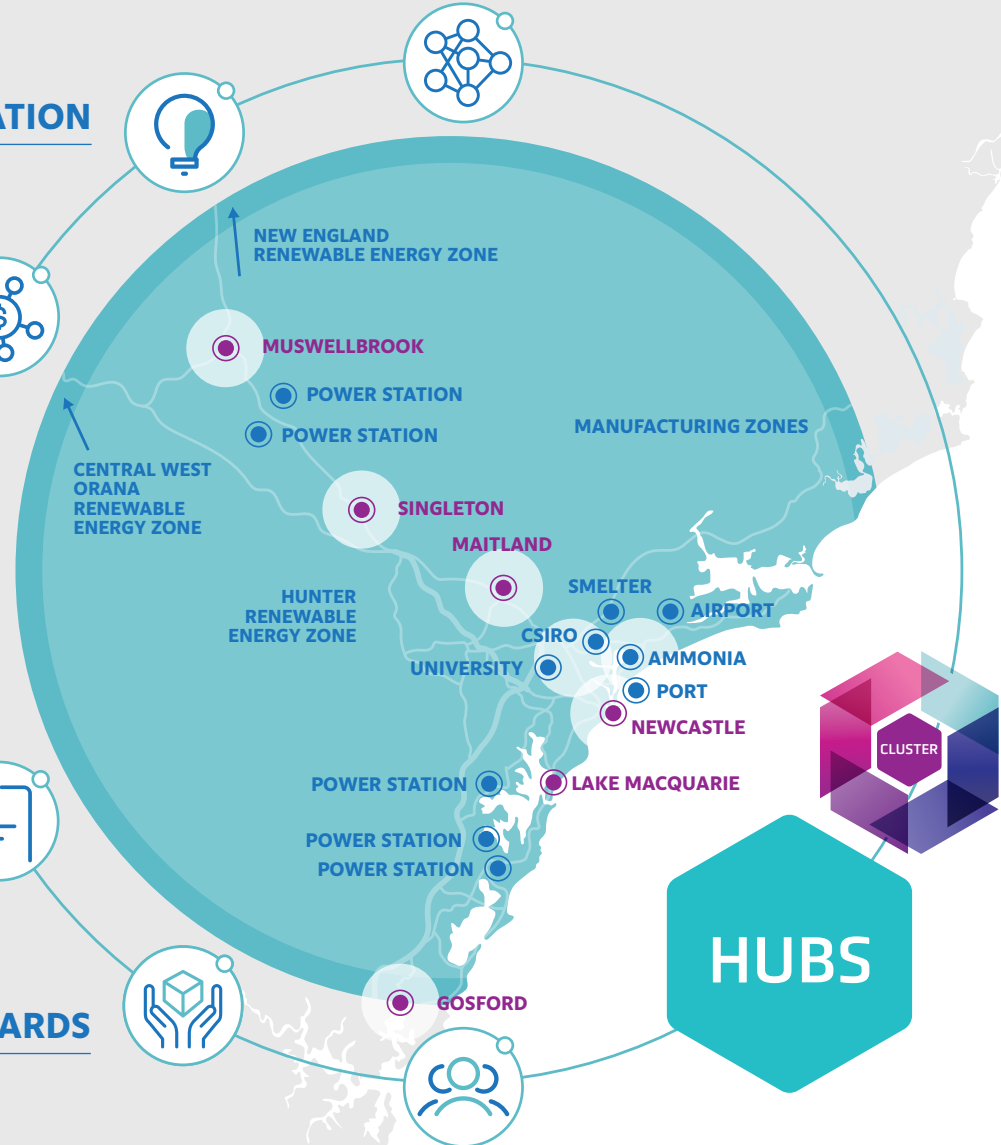 ATION
NEW ENGLAND
RENEWABLE ENERGY ZONE
MUSWELLBROOK
POWER STATION
POWER STATION
MANUFACTURING ZONES
CENTRAL WEST
ORANA
RENEWABLE
ENERGY ZONE
SINGLETON
MAITLAND
SMELTER
HUNTER
RENEWABLE
ENERGY ZONE
AIRPORT
CSIRO
AMMONIA
UNIVERSITY
PORT
NEWCASTLE
CLUSTER
POWER STATION
LAKE MACQUARIE
POWER STATION
POWER STATION
HUBS
GOSFORD
ARDS
$